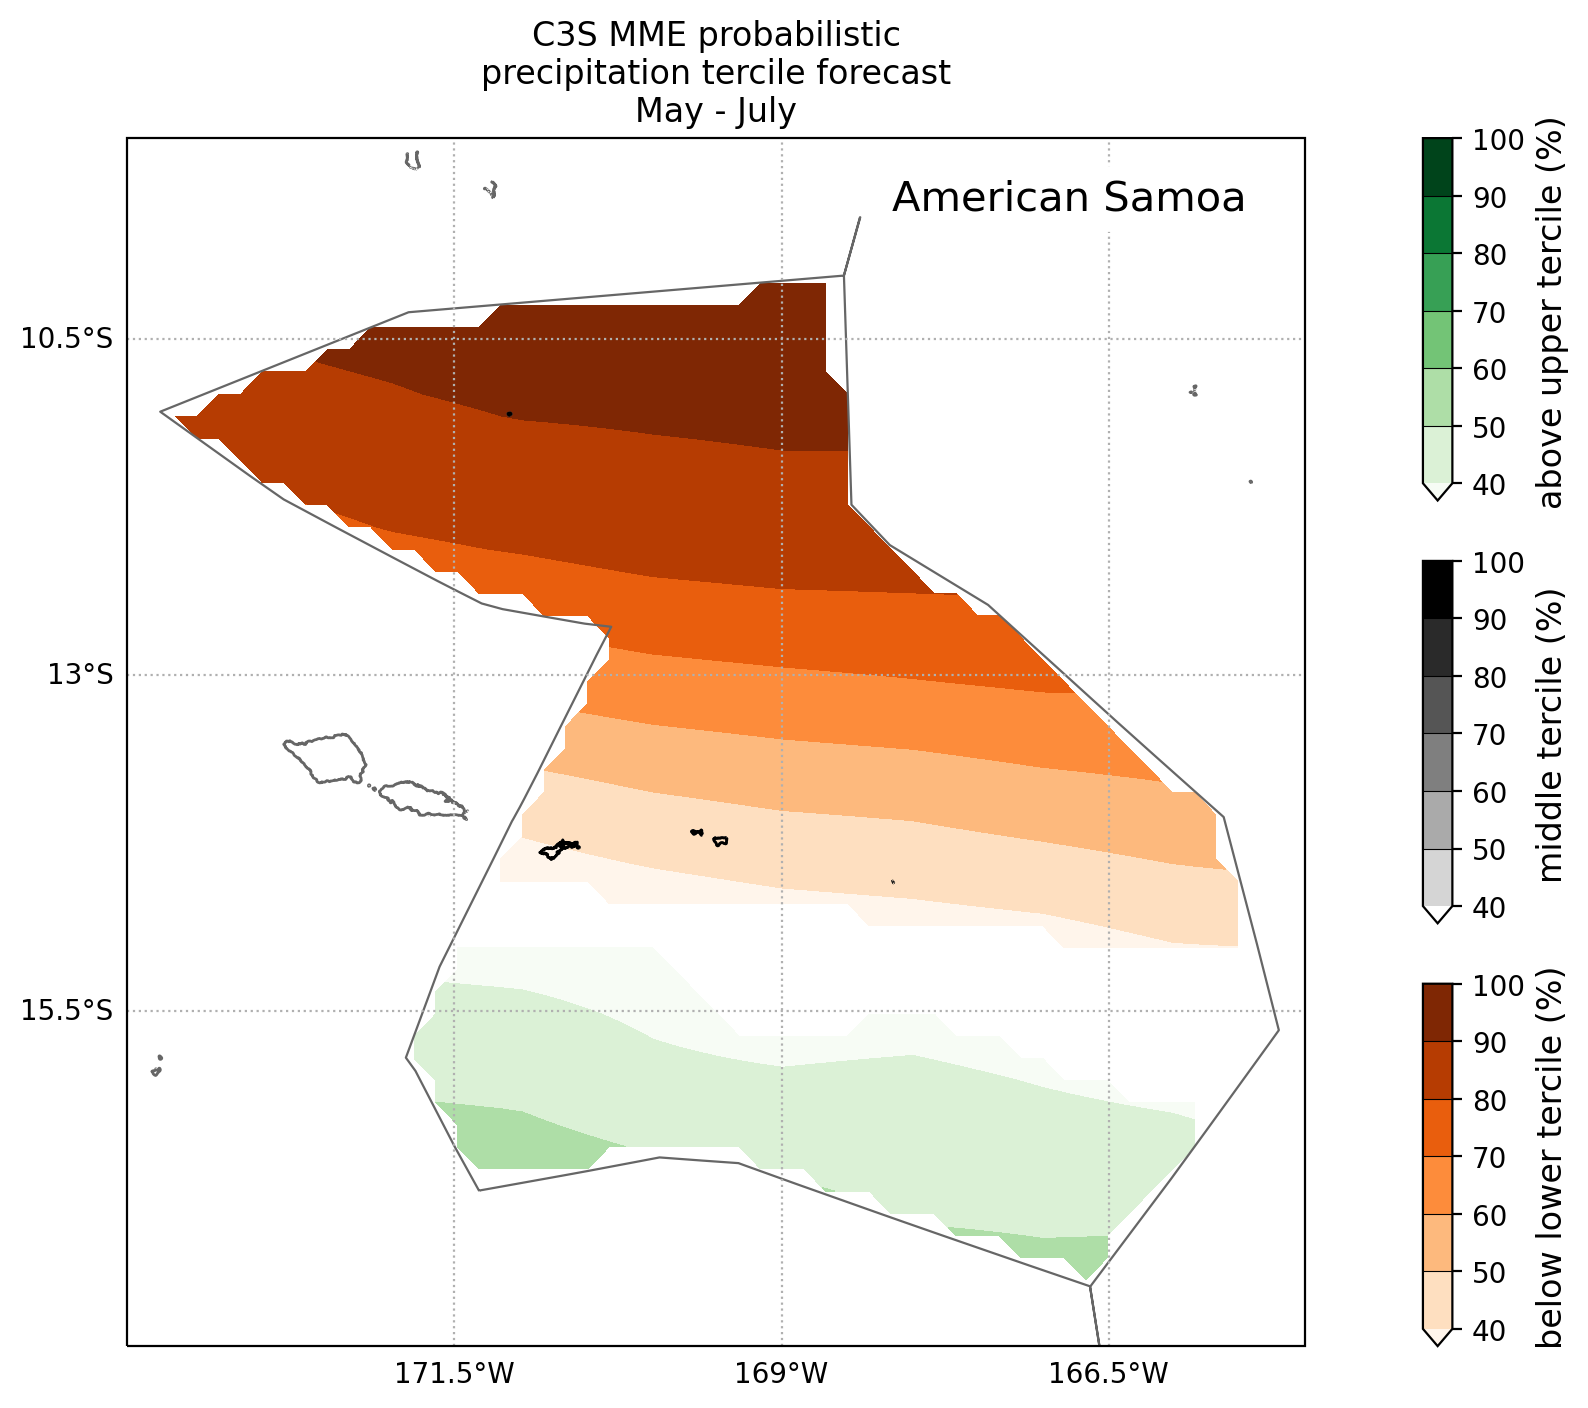 C3S MME probabilistic
precipitation tercile forecast
May - July
American Samoa
10.5°S
13°S
15.5°S
171.5°W
169°W
166.5°W
100
90
80
70
60
50
40
above upper tercile (%)
100
90
80
70
60
50
40
middle tercile (%)
100
90
80
70
60
50
40
below lower tercile (%)